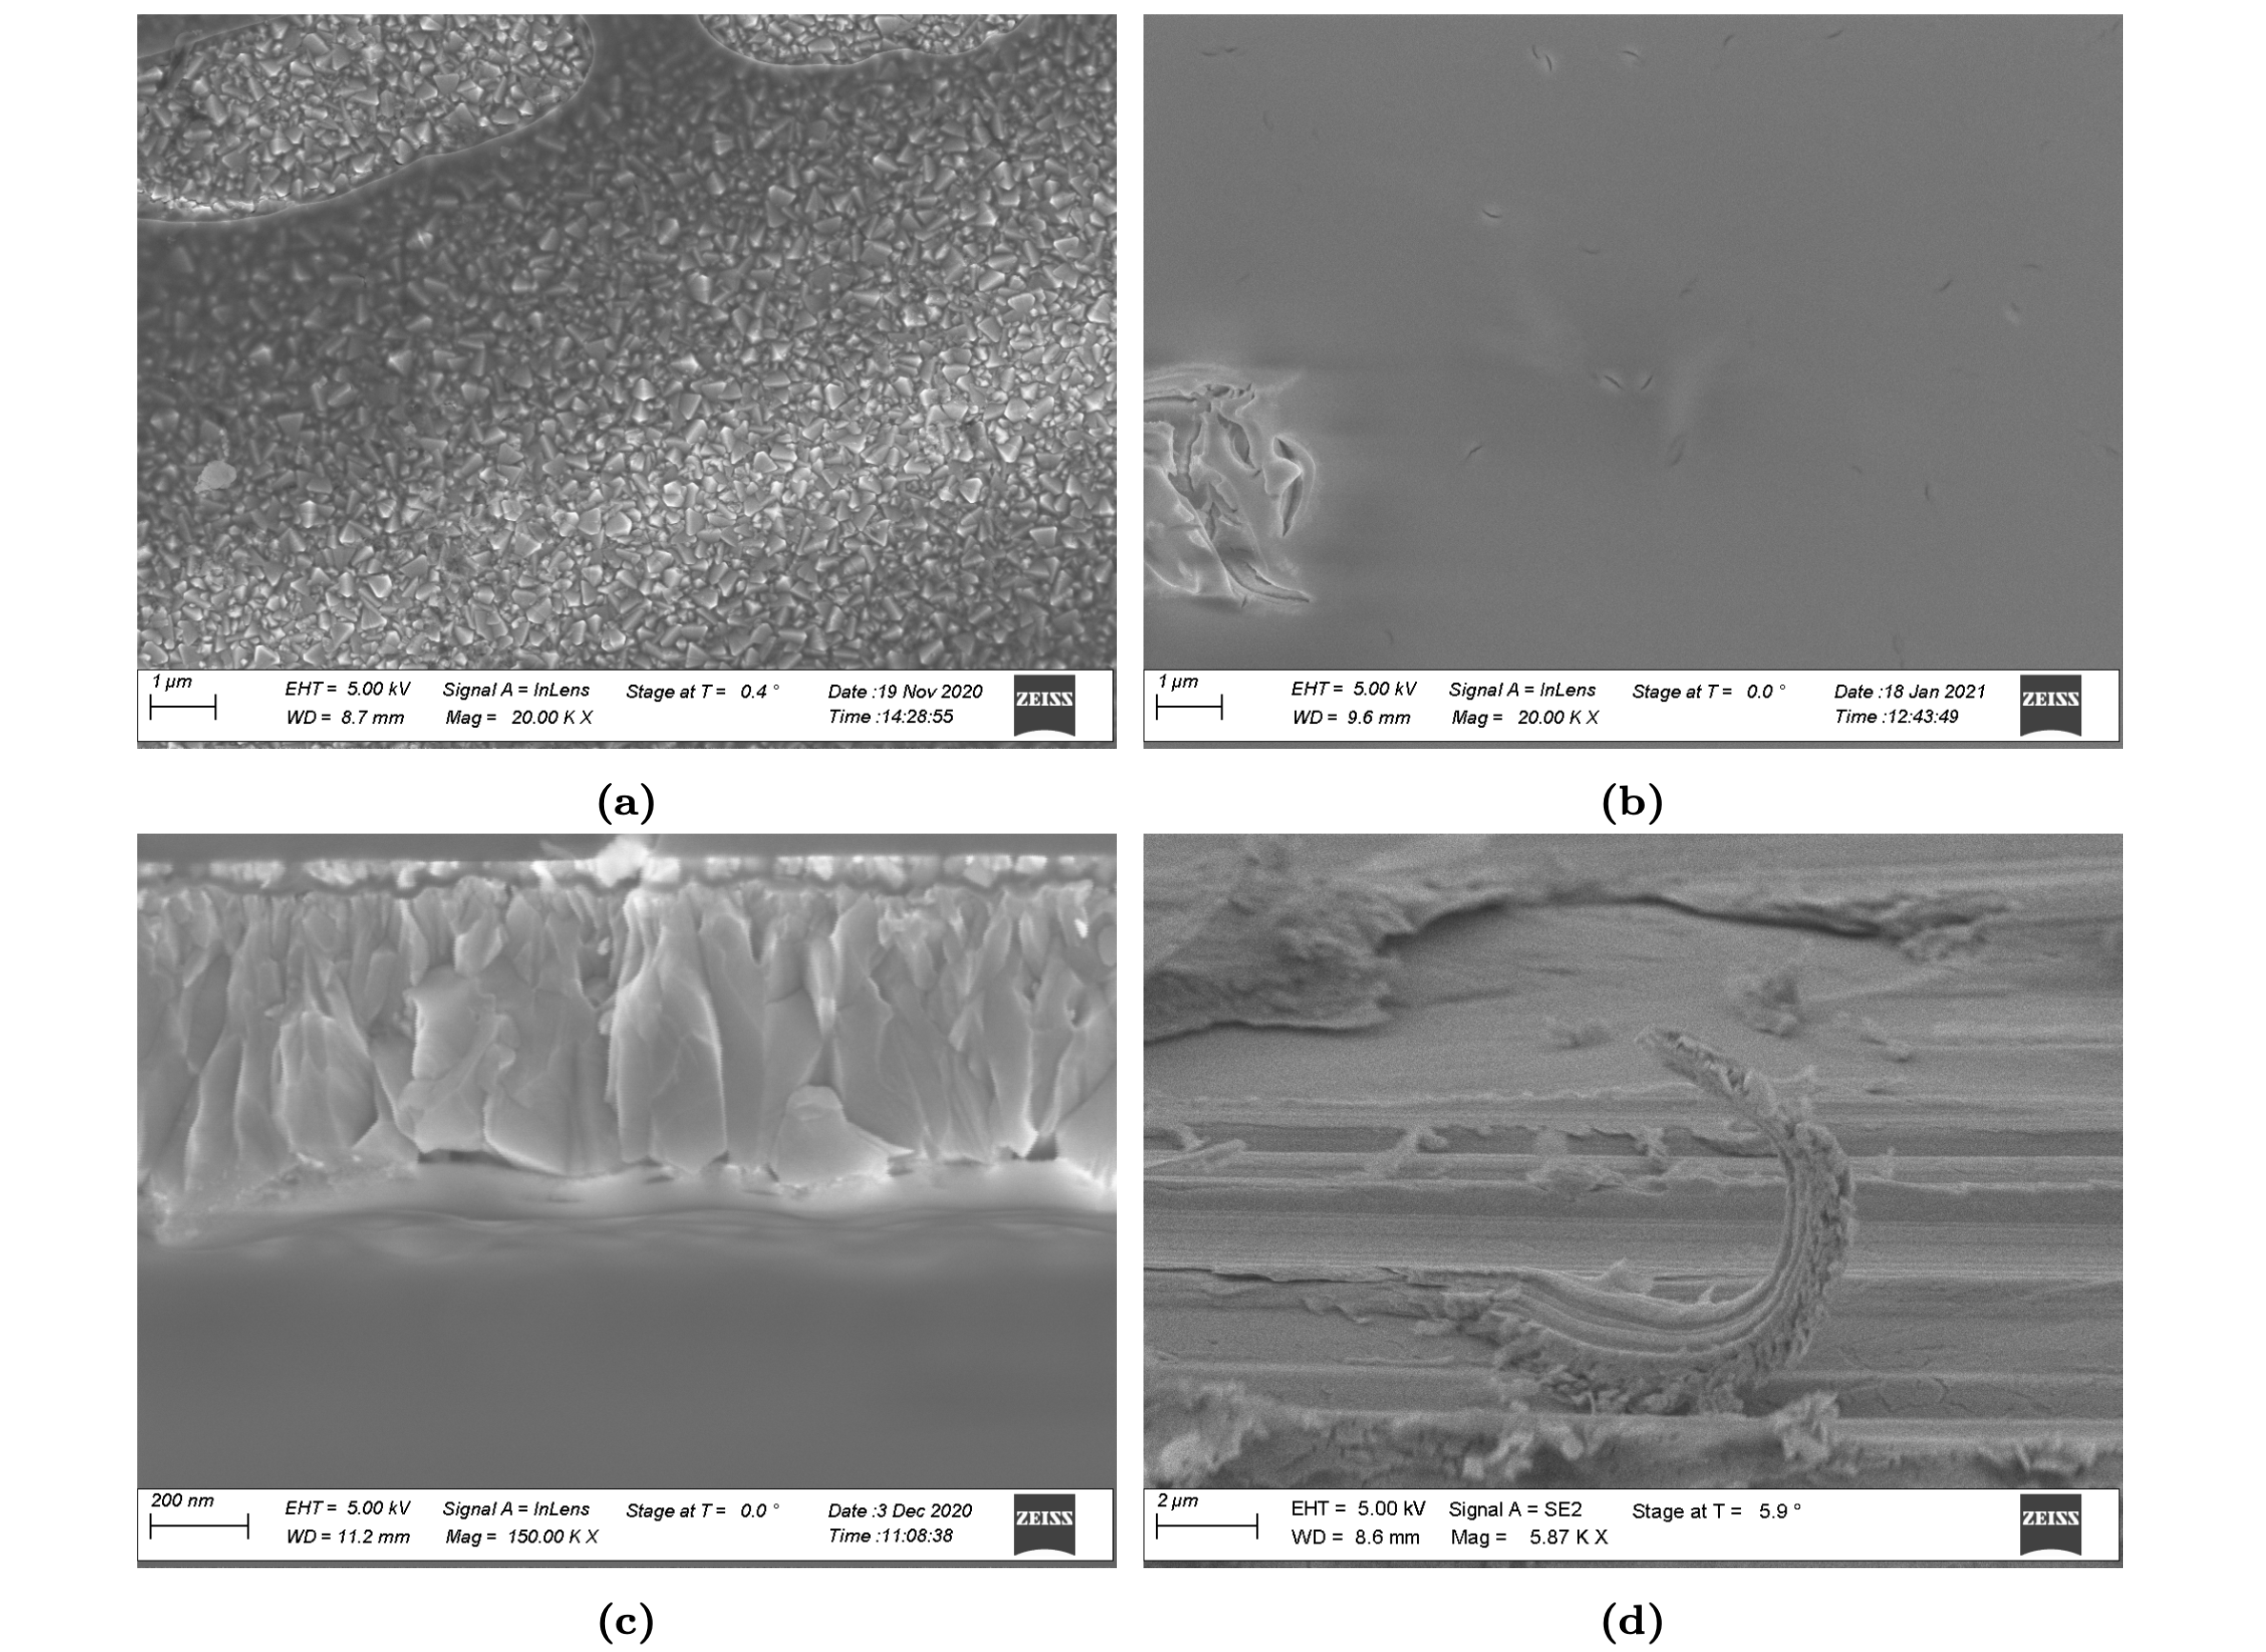 1 µm
EHT = 5.00 kV Signal A = InLens Stage at T = 0.4 ° Date :19 Nov 2020
WD = 8.7 mm Mag = 20.00 K X Time :14:28:55
ZEISS
(a)
1 µm
EHT = 5.00 kV Signal A = InLens Stage at T = 0.0 ° Date :18 Jan 2021
WD = 9.6 mm Mag = 20.00 K X Time :12:43:49
ZEISS
(b)
200 nm
EHT = 5.00 kV Signal A = InLens Stage at T = 0.0 ° Date :3 Dec 2020
WD = 11.2 mm Mag = 150.00 K X Time :11:08:38
ZEISS
(c)
2 µm
EHT = 5.00 kV Signal A = SE2 Stage at T = 5.9 °
WD = 8.6 mm Mag = 5.87 K X
ZEISS
(d)